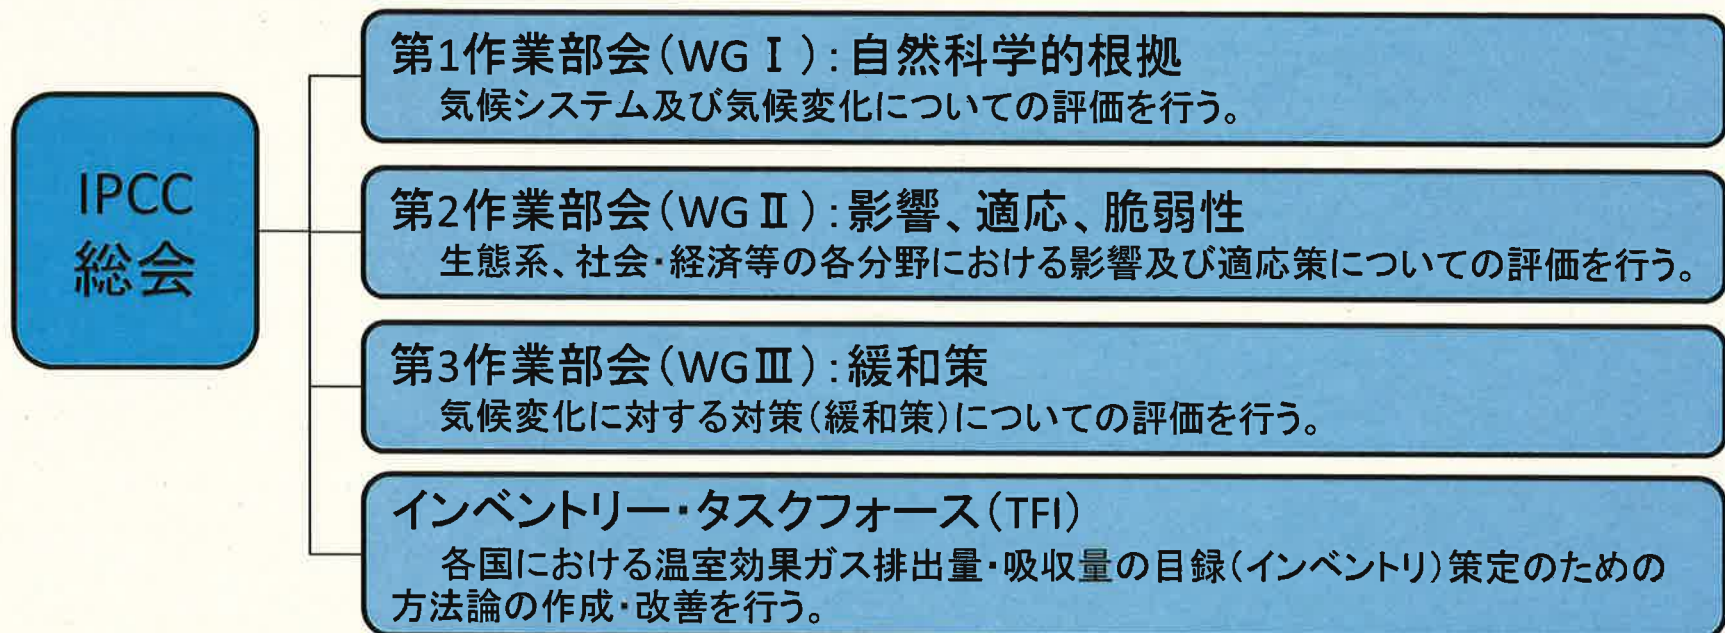 IPCC
総会
第1作業部会(WGⅠ):自然科学的根拠
気候システム及び気候変化についての評価を行う。
第2作業部会(WGⅡ):影響、適応、脆弱性
生態系、社会・経済等の各分野における影響及び適応策についての評価を行う。
第3作業部会(WGⅢ):緩和策
気候変化に対する対策(緩和策)についての評価を行う。
インベントリー・タスクフォース(TFI)
各国における温室効果ガス排出量・吸収量の目録(インベントリ)策定のための
方法論の作成・改善を行う。